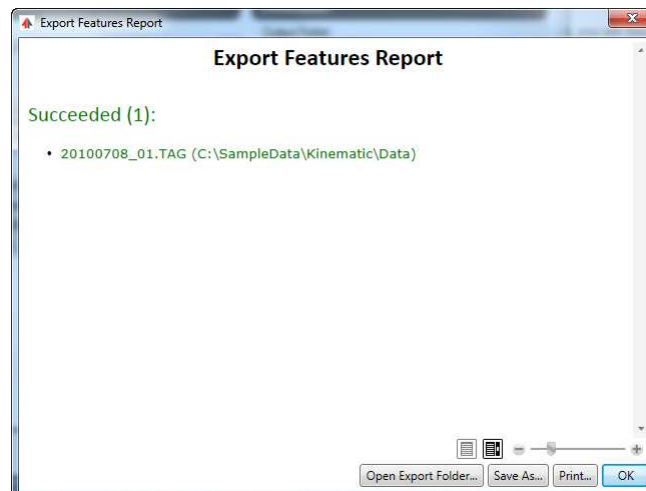 Export Features Report
Export Features Report
Succeeded (1):
• 20100708_01.TAG (C:\SampleData\Kinematic\Data)
Open Export Folder... Save As... Print... OK